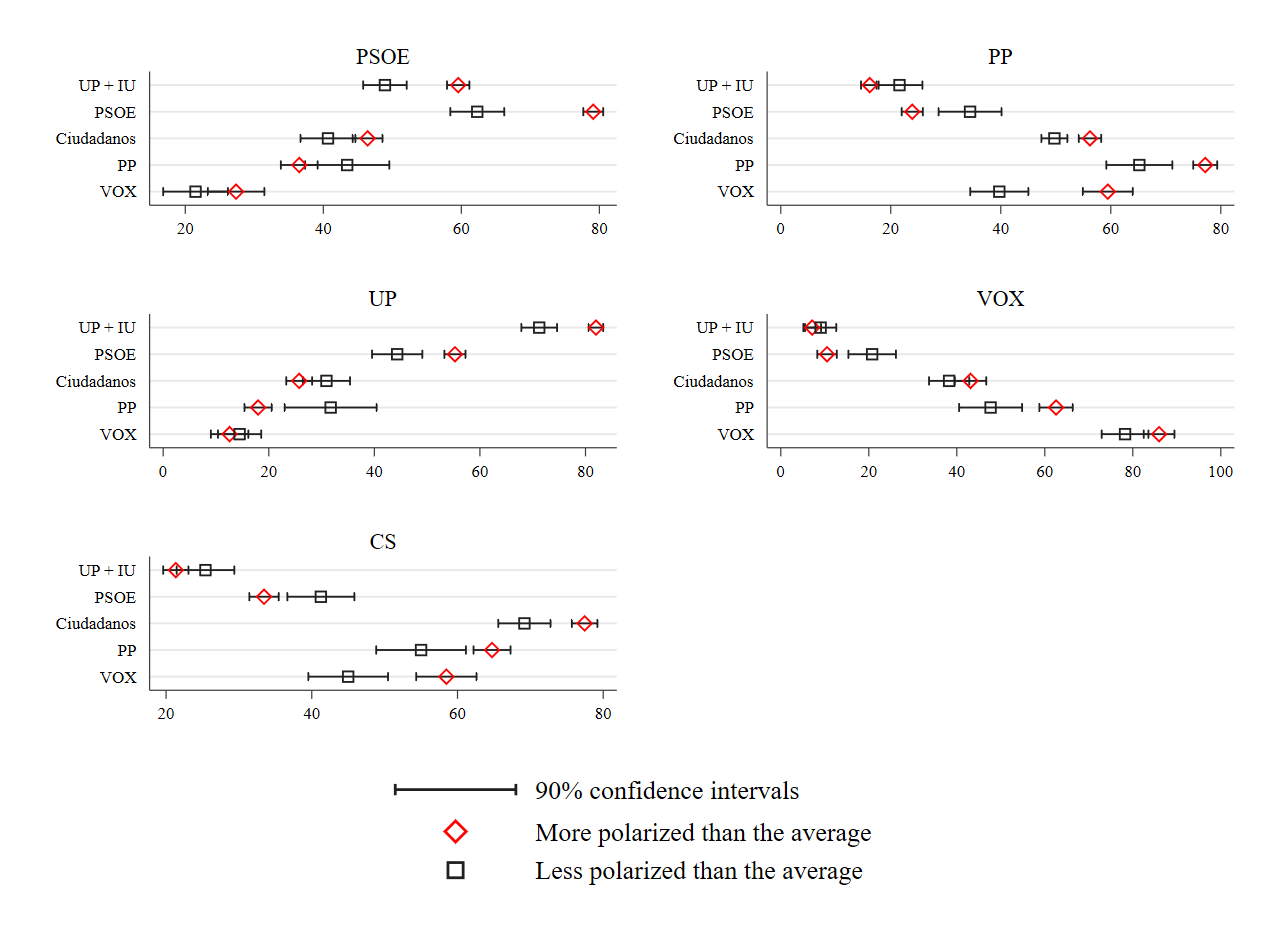 PSOE
UP + IU
PSOE
Ciudadanos
PP
VOX
20 40 60 80
PP
UP + IU
PSOE
Ciudadanos
PP
VOX
0 20 40 60 80
UP
UP + IU
PSOE
Ciudadanos
PP
VOX
0 20 40 60 80
VOX
UP + IU
PSOE
Ciudadanos
PP
VOX
0 20 40 60 80 100
CS
UP + IU
PSOE
Ciudadanos
PP
VOX
20 40 60 80
90% confidence intervals
More polarized than the average
Less polarized than the average